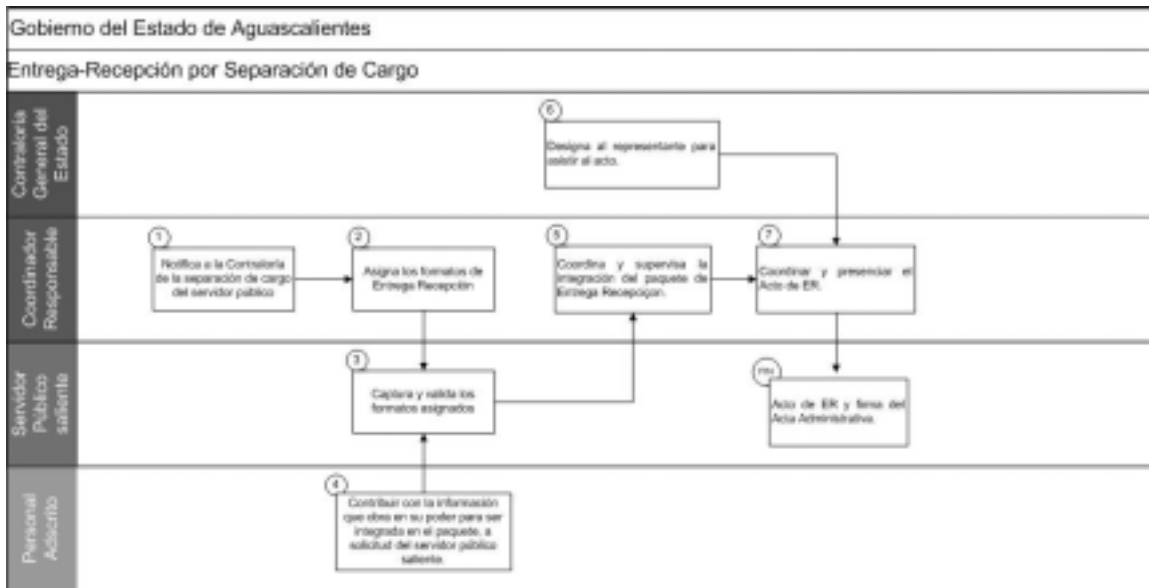 Gobierno del Estado de Aguascalientes
Entrega-Recepción por Separación de Cargo
Contraloría
General del
Estado
6
Designa al representante para
asistir al acto.
Coordinador
Responsable
1
Notifica a la Contraloría
de la separación de cargo
del servidor público
2
Asigna los formatos de
Entrega Recepción
5
Coordina y supervisa la
integración del paquete de
Entrega Recepoçon.
7
Coordinar y presenciar el
Acto de ER.
Servidor
Público
saliente
3
Captura y valida los
formatos asignados
Acto de ER y firma del
Acta Administrativa.
Personal
Adscrito
4
Contribuir con la información
que obra en su poder para ser
integrada en el paquete, a
solicitud del servidor público
saliente.